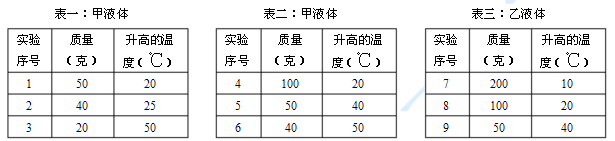 表一：甲液体
实验序号 质量（克） 升高的温度（℃）
1 50 20
2 40 25
3 20 50
表二：甲液体
实验序号 质量（克） 升高的温度（℃）
4 100 20
5 50 40
6 40 50
表三：乙液体
实验序号 质量（克） 升高的温度（℃）
7 200 10
8 100 20
9 50 40